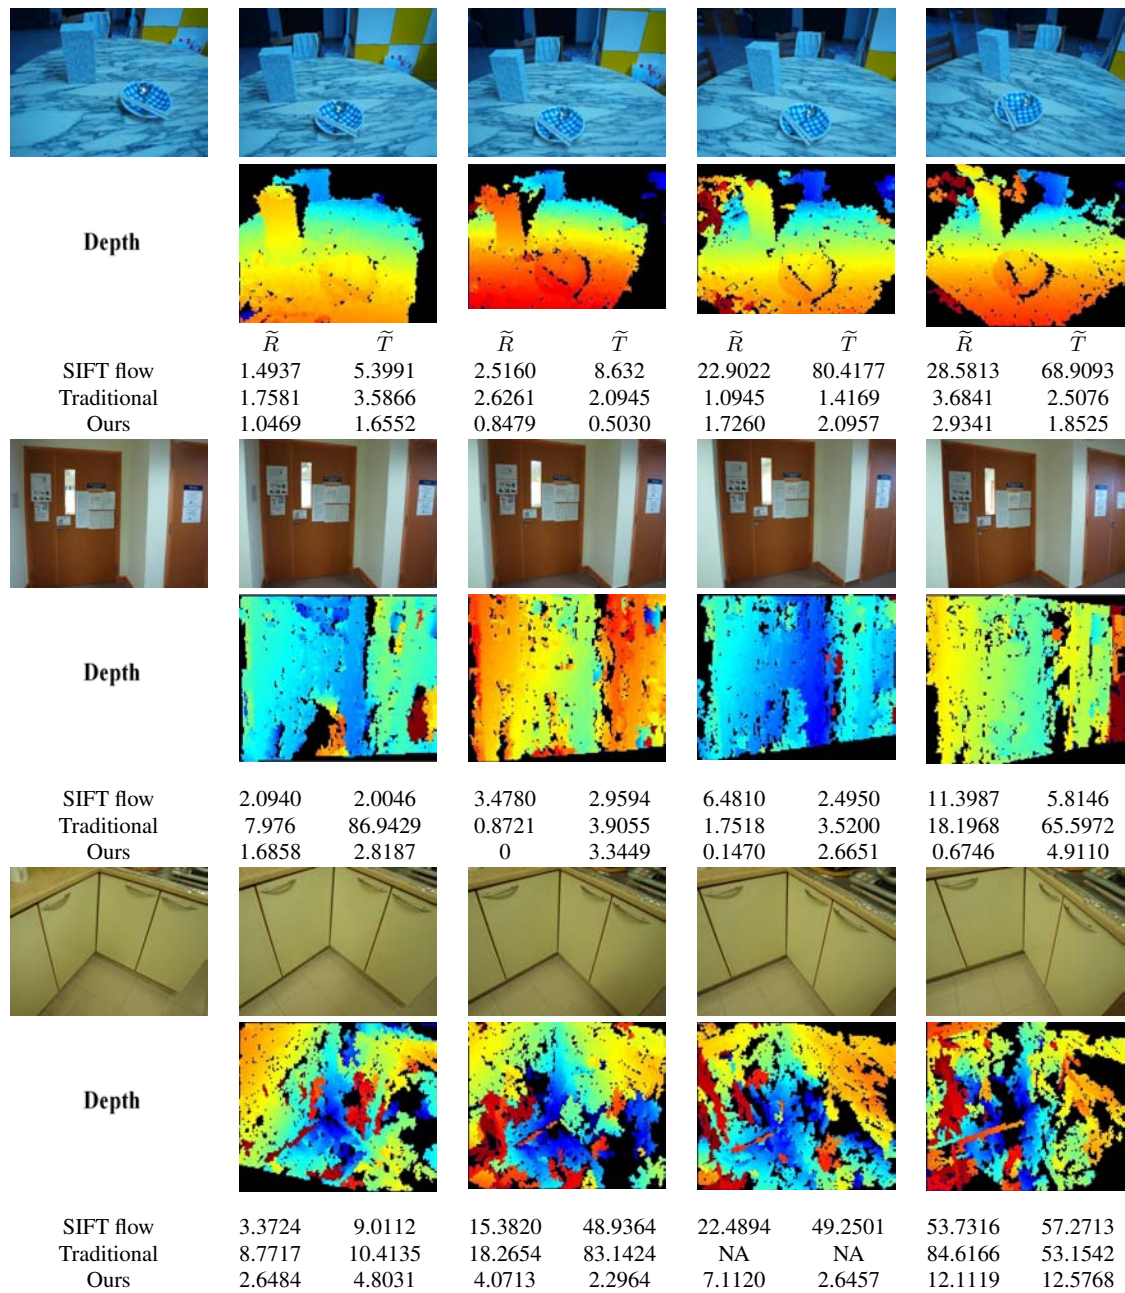 Depth
R̃ T̃ R̃ T̃ R̃ T̃ R̃ T̃
SIFT flow 1.4937 5.3991 2.5160 8.632 22.9022 80.4177 28.5813 68.9093
Traditional 1.7581 3.5866 2.6261 2.0945 1.0945 1.4169 3.6841 2.5076
Ours 1.0469 1.6552 0.8479 0.5030 1.7260 2.0957 2.9341 1.8525
Depth
SIFT flow 2.0940 2.0046 3.4780 2.9594 6.4810 2.4950 11.3987 5.8146
Traditional 7.976 86.9429 0.8721 3.9055 1.7518 3.5200 18.1968 65.5972
Ours 1.6858 2.8187 0 3.3449 0.1470 2.6651 0.6746 4.9110
Depth
SIFT flow 3.3724 9.0112 15.3820 48.9364 22.4894 49.2501 53.7316 57.2713
Traditional 8.7717 10.4135 18.2654 83.1424 NA NA 84.6166 53.1542
Ours 2.6484 4.8031 4.0713 2.2964 7.1120 2.6457 12.1119 12.5768